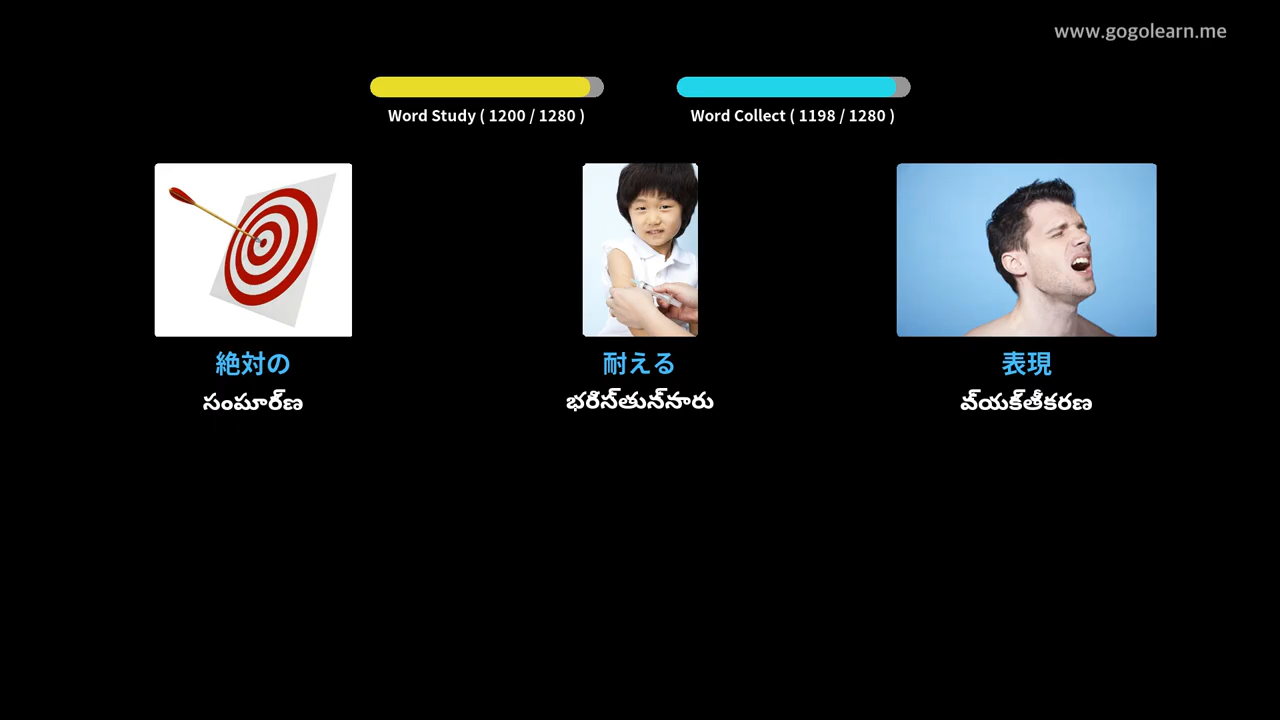 www.gogolearn.me
Word Study ( 1200 / 1280 )
Word Collect ( 1198 / 1280 )
絶対の
耐える
表現
సంపూర్ణ
భరిస్తున్నారు
వ్యక్తీకరణ